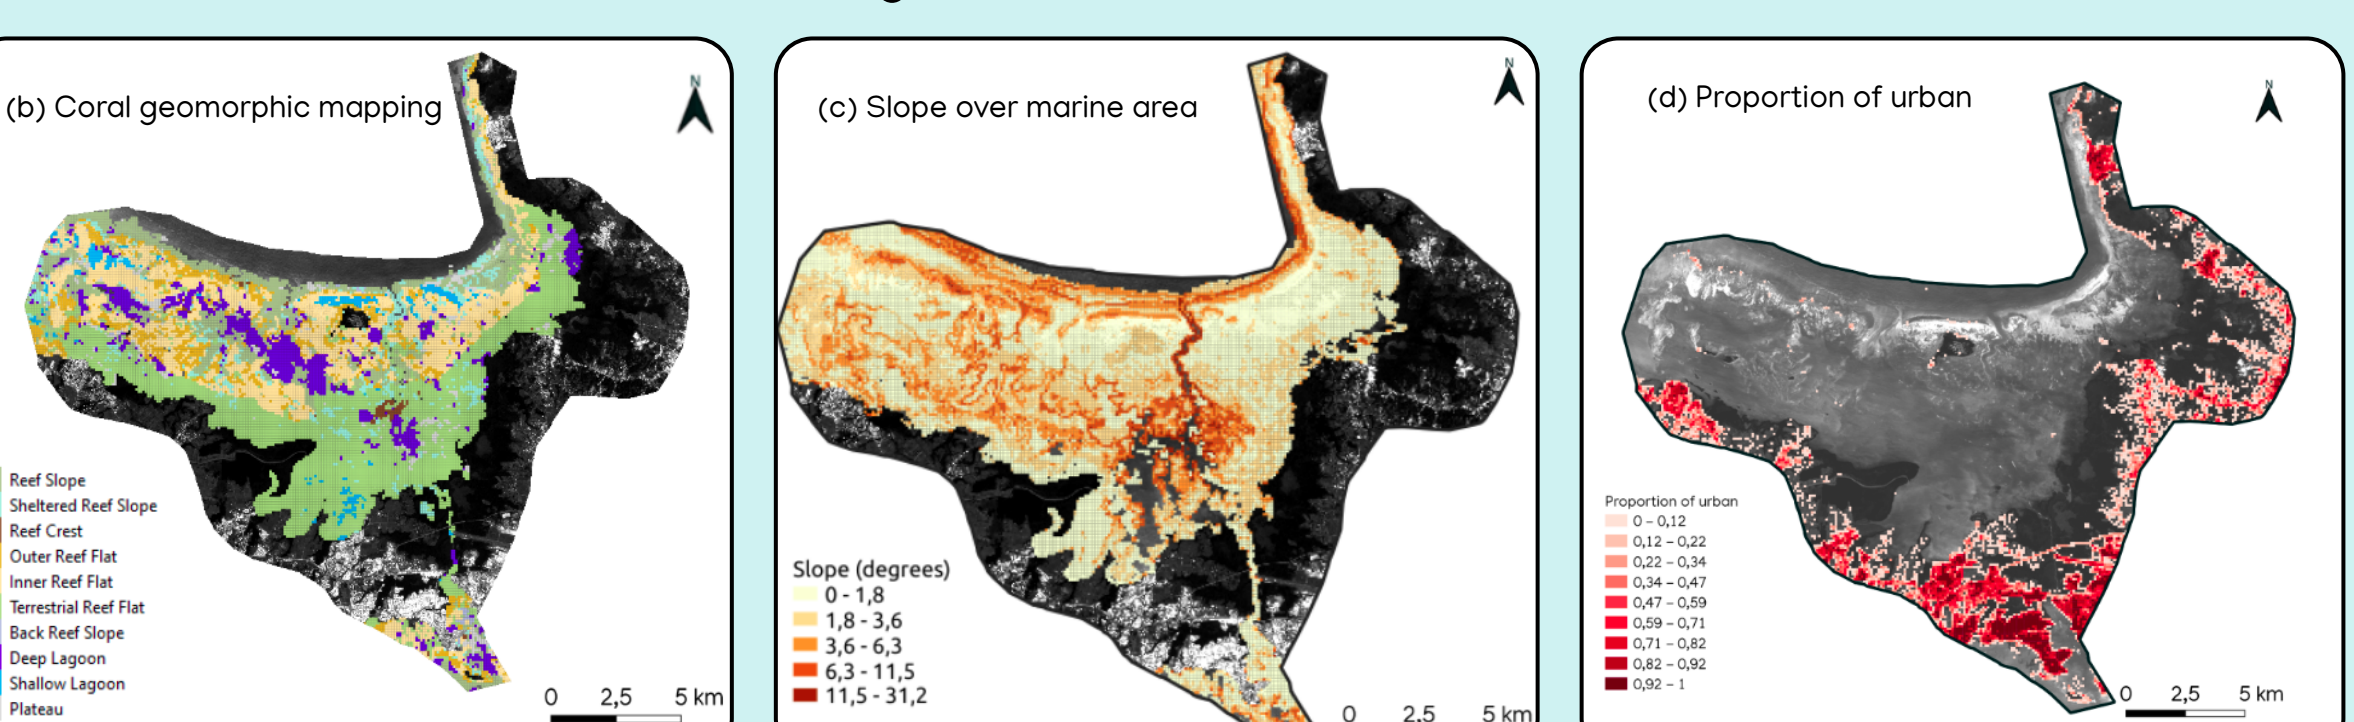 (b) Coral geomorphic mapping
N
Reef Slope
Sheltered Reef Slope
Reef Crest
Outer Reef Flat
Inner Reef Flat
Terrestrial Reef Flat
Back Reef Slope
Deep Lagoon
Shallow Lagoon
Plateau
0 2,5 5 km
(c) Slope over marine area
N
Slope (degrees)
0 - 1,8
1,8 - 3,6
3,6 - 6,3
6,3 - 11,5
11,5 - 31,2
0 2,5 5 km
(d) Proportion of urban
N
Proportion of urban
0 – 0,12
0,12 – 0,22
0,22 – 0,34
0,34 – 0,47
0,47 – 0,59
0,59 – 0,71
0,71 – 0,82
0,82 – 0,92
0,92 – 1
0 2,5 5 km